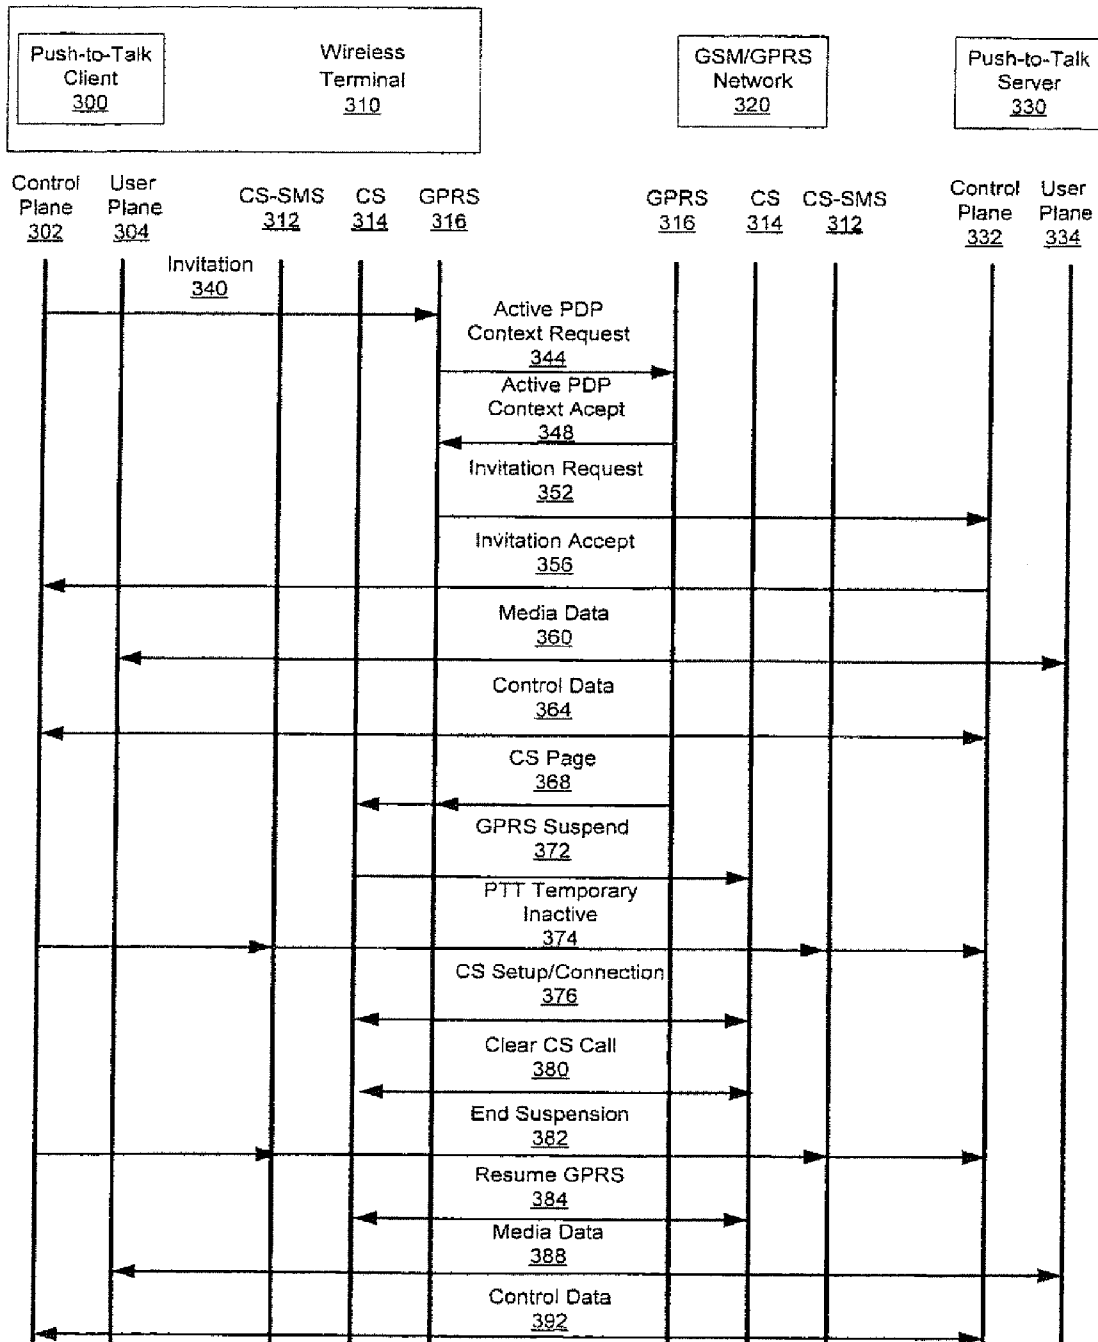 Push-to-Talk
Client
300
Wireless
Terminal
310
GSM/GPRS
Network
320
Push-to-Talk
Server
330
Control
Plane
302
User
Plane
304
CS-SMS
312
CS
314
GPRS
316
GPRS
316
CS
314
CS-SMS
312
Control
Plane
332
User
Plane
334
Invitation
340
Active PDP
Context Request
344
Active PDP
Context Acept
348
Invitation Request
352
Invitation Accept
356
Media Data
360
Control Data
364
CS Page
368
GPRS Suspend
372
PTT Temporary
Inactive
374
CS Setup/Connection
376
Clear CS Call
380
End Suspension
382
Resume GPRS
384
Media Data
388
Control Data
392